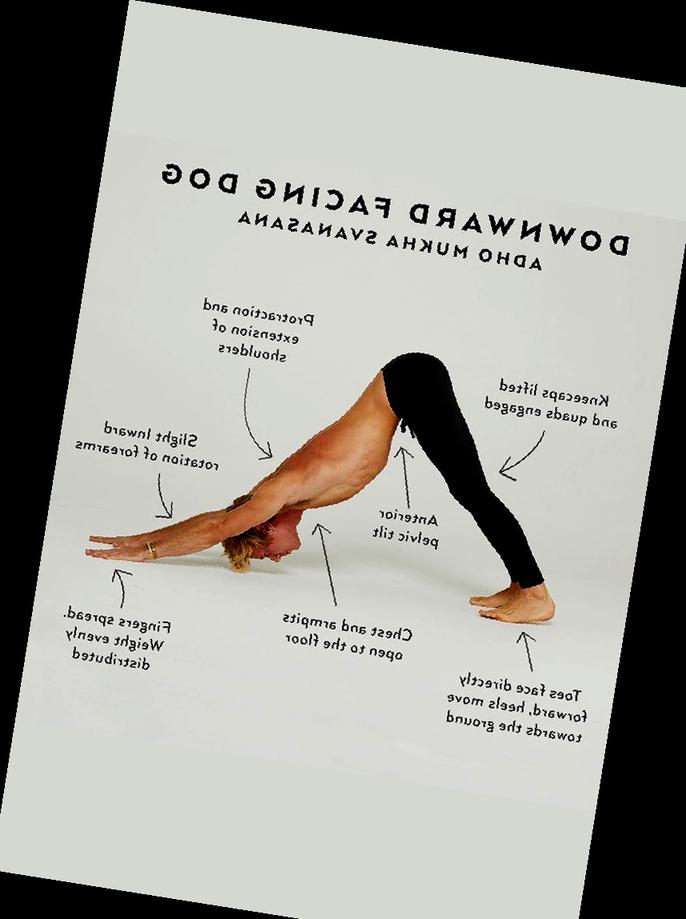 DOWNWARD FACING DOG
ADHO MUKHA SVANASANA
Protraction and
extension of
shoulders
Kneecaps lifted
and quads engaged
Slight Inward
rotation of forearms
Anterior
pelvic tilt
Fingers spread.
Weight evenly
distributed
Chest and armpits
open to the floor
Toes face directly
forward, heels move
towards the ground